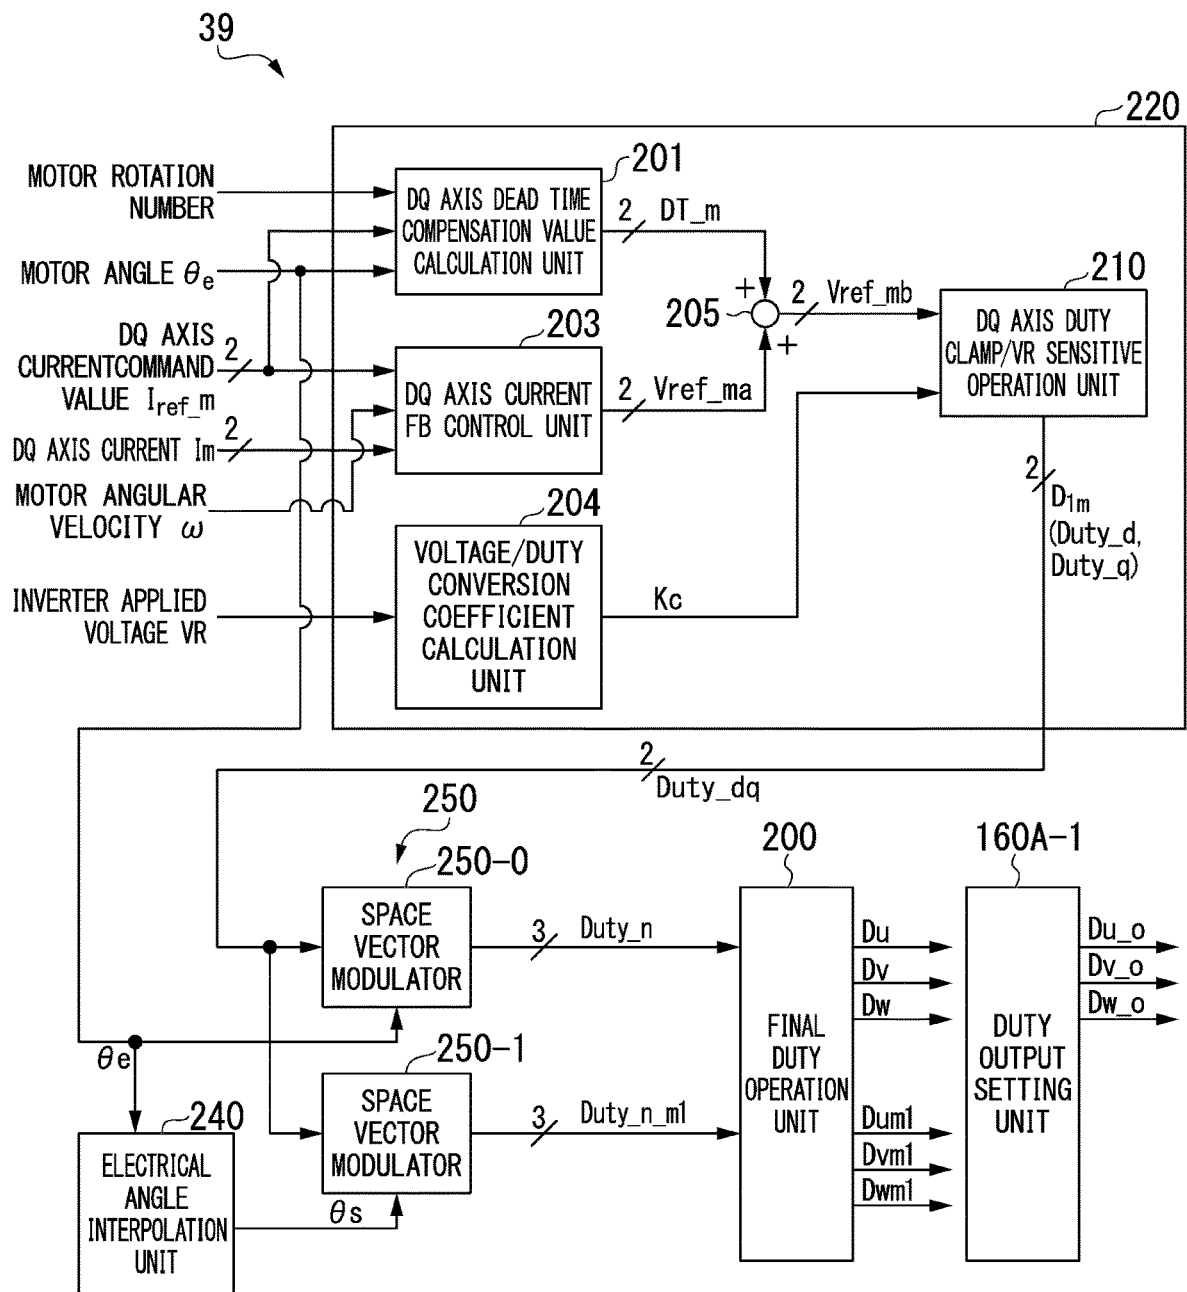 39
220
MOTOR ROTATION
NUMBER
MOTOR ANGLE θe
DQ AXIS
CURRENTCOMMAND
VALUE Iref_m
2
DQ AXIS CURRENT Im
2
MOTOR ANGULAR
VELOCITY ω
INVERTER APPLIED
VOLTAGE VR
201
DQ AXIS DEAD TIME
COMPENSATION VALUE
CALCULATION UNIT
2
DT_m
203
DQ AXIS CURRENT
FB CONTROL UNIT
2
Vref_ma
204
VOLTAGE/DUTY
CONVERSION
COEFFICIENT
CALCULATION
UNIT
Kc
+
205
+
2
Vref_mb
210
DQ AXIS DUTY
CLAMP/VR SENSITIVE
OPERATION UNIT
2
D1m
(Duty_d,
Duty_q)
2
Duty_dq
250
250-0
SPACE
VECTOR
MODULATOR
3
Duty_n
θe
250-1
SPACE
VECTOR
MODULATOR
3
Duty_n_m1
240
ELECTRICAL
ANGLE
INTERPOLATION
UNIT
θs
200
FINAL
DUTY
OPERATION
UNIT
Du
Dv
Dw
Dum1
Dvm1
Dwm1
160A-1
DUTY
OUTPUT
SETTING
UNIT
Du_o
Dv_o
Dw_o